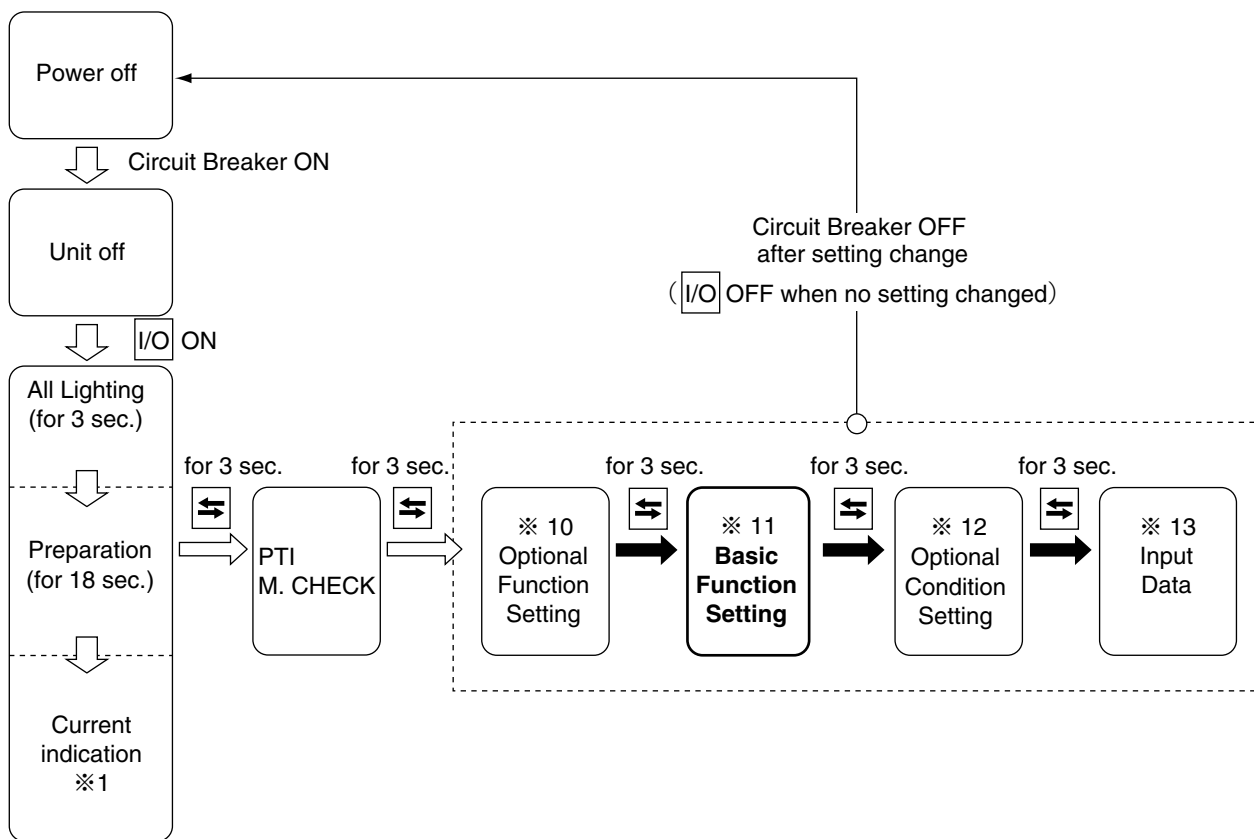 Power off
Circuit Breaker ON
Unit off
I/O ON
All Lighting
(for 3 sec.)
Preparation
(for 18 sec.)
Current
indication
※1
for 3 sec.
PTI
M. CHECK
for 3 sec.
Circuit Breaker OFF
after setting change
( I/O OFF when no setting changed)
※ 10
Optional
Function
Setting
for 3 sec.
※ 11
Basic
Function
Setting
for 3 sec.
※ 12
Optional
Condition
Setting
for 3 sec.
※ 13
Input
Data